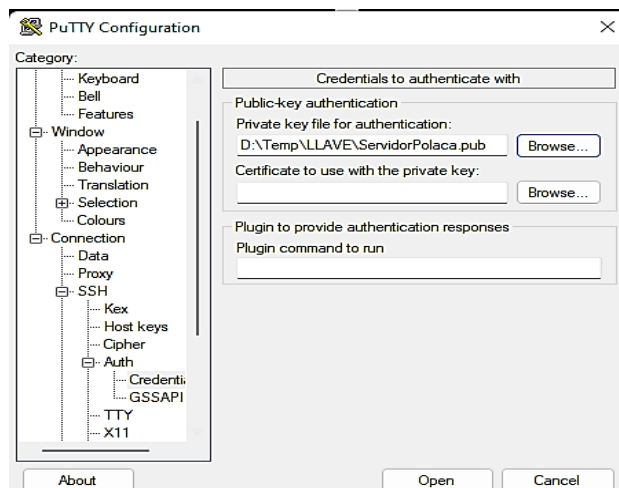 PuTTY Configuration
Category:
Keyboard
Bell
Features
Window
Appearance
Behaviour
Translation
Selection
Colours
Connection
Data
Proxy
SSH
Kex
Host keys
Cipher
Auth
Credentia
GSSAPI
TTY
X11
Credentials to authenticate with
Public-key authentication
Private key file for authentication:
D:\Temp\LLAVE\ServidorPolaca.pub Browse...
Certificate to use with the private key:
Browse...
Plugin to provide authentication responses
Plugin command to run
About Open Cancel